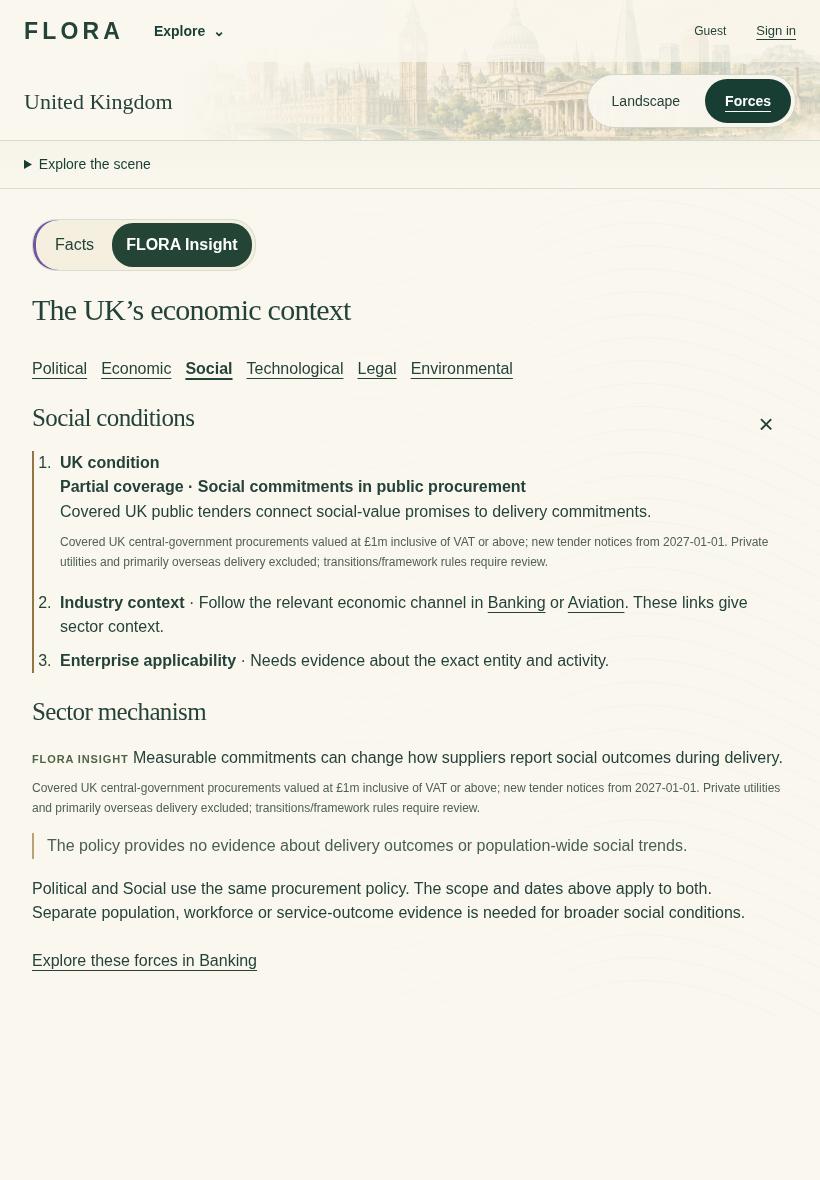 FLORA
Explore
Guest
Sign in
United Kingdom
Landscape
Forces
Explore the scene
Facts
FLORA Insight
The UK’s economic context
Political Economic Social Technological Legal Environmental
Social conditions
✕
1. UK condition
Partial coverage · Social commitments in public procurement
Covered UK public tenders connect social-value promises to delivery commitments.
Covered UK central-government procurements valued at £1m inclusive of VAT or above; new tender notices from 2027-01-01. Private
utilities and primarily overseas delivery excluded; transitions/framework rules require review.
2. Industry context · Follow the relevant economic channel in Banking or Aviation. These links give
sector context.
3. Enterprise applicability · Needs evidence about the exact entity and activity.
Sector mechanism
FLORA INSIGHT Measurable commitments can change how suppliers report social outcomes during delivery.
Covered UK central-government procurements valued at £1m inclusive of VAT or above; new tender notices from 2027-01-01. Private utilities
and primarily overseas delivery excluded; transitions/framework rules require review.
The policy provides no evidence about delivery outcomes or population-wide social trends.
Political and Social use the same procurement policy. The scope and dates above apply to both.
Separate population, workforce or service-outcome evidence is needed for broader social conditions.
Explore these forces in Banking